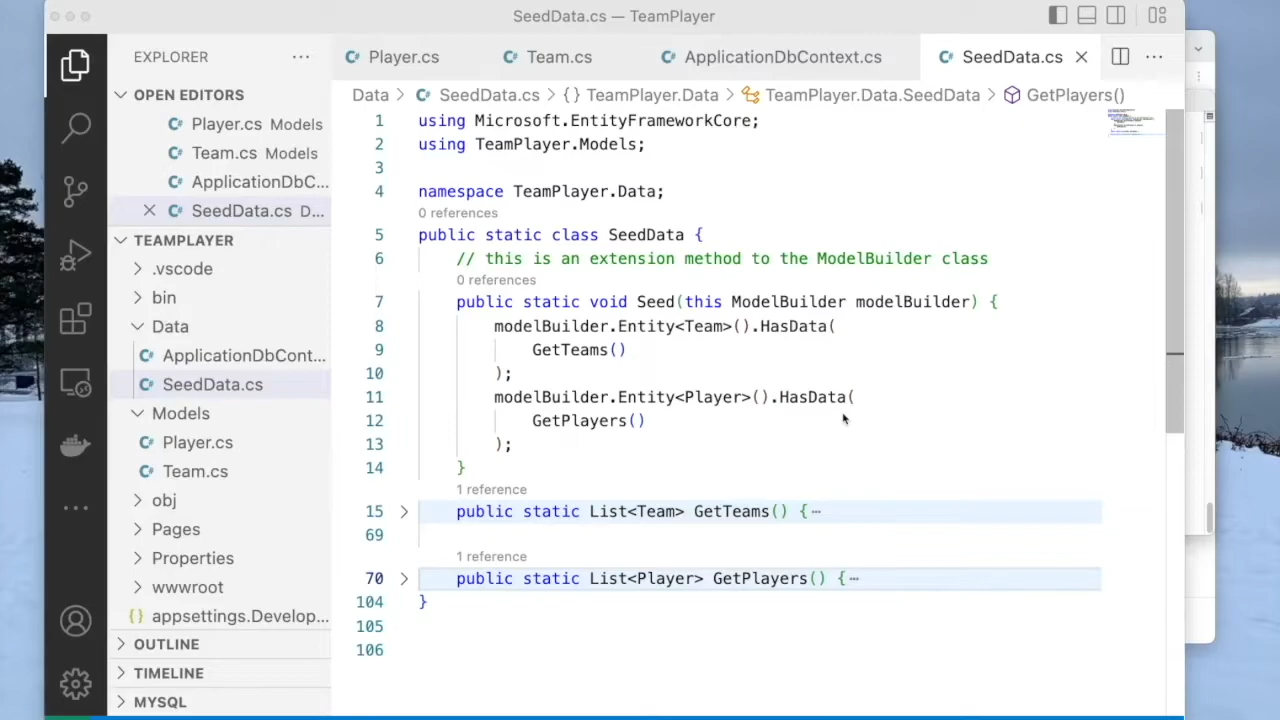 SeedData.cs — TeamPlayer
EXPLORER ···
Player.cs
Team.cs
ApplicationDbContext.cs
SeedData.cs
OPEN EDITORS
Player.cs Models
Team.cs Models
ApplicationDbC...
SeedData.cs D...
TEAMPLAYER
.vscode
bin
Data
ApplicationDbCont...
SeedData.cs
Models
Player.cs
Team.cs
obj
Pages
Properties
wwwroot
appsettings.Develop...
OUTLINE
TIMELINE
MYSQL
Data > SeedData.cs > {} TeamPlayer.Data > TeamPlayer.Data.SeedData > GetPlayers()
1 using Microsoft.EntityFrameworkCore;
2 using TeamPlayer.Models;
3
4 namespace TeamPlayer.Data;
0 references
5 public static class SeedData {
6 // this is an extension method to the ModelBuilder class
0 references
7 public static void Seed(this ModelBuilder modelBuilder) {
8 modelBuilder.Entity<Team>().HasData(
9 GetTeams()
10 );
11 modelBuilder.Entity<Player>().HasData(
12 GetPlayers()
13 );
14 }
1 reference
15 public static List<Team> GetTeams() {···
69
1 reference
70 public static List<Player> GetPlayers() {···
104 }
105
106